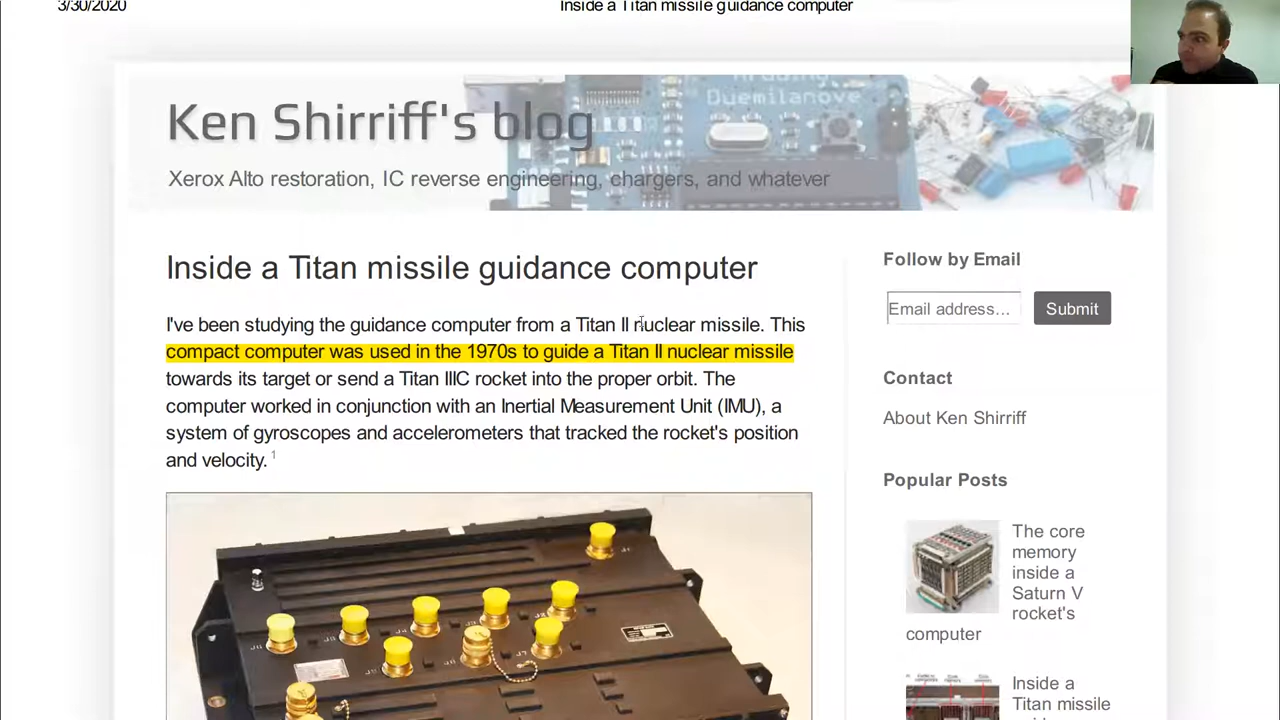 3/30/2020
Inside a Titan missile guidance computer
Arduino
Duemilanove
Ken Shirriff's blog
Xerox Alto restoration, IC reverse engineering, chargers, and whatever
Inside a Titan missile guidance computer
I've been studying the guidance computer from a Titan II nuclear missile. This
compact computer was used in the 1970s to guide a Titan II nuclear missile
towards its target or send a Titan IIIC rocket into the proper orbit. The
computer worked in conjunction with an Inertial Measurement Unit (IMU), a
system of gyroscopes and accelerometers that tracked the rocket's position
and velocity. 1
Follow by Email
Email address...
Submit
Contact
About Ken Shirriff
Popular Posts
The core
memory
inside a
Saturn V
rocket's
computer
Inside a
Titan missile